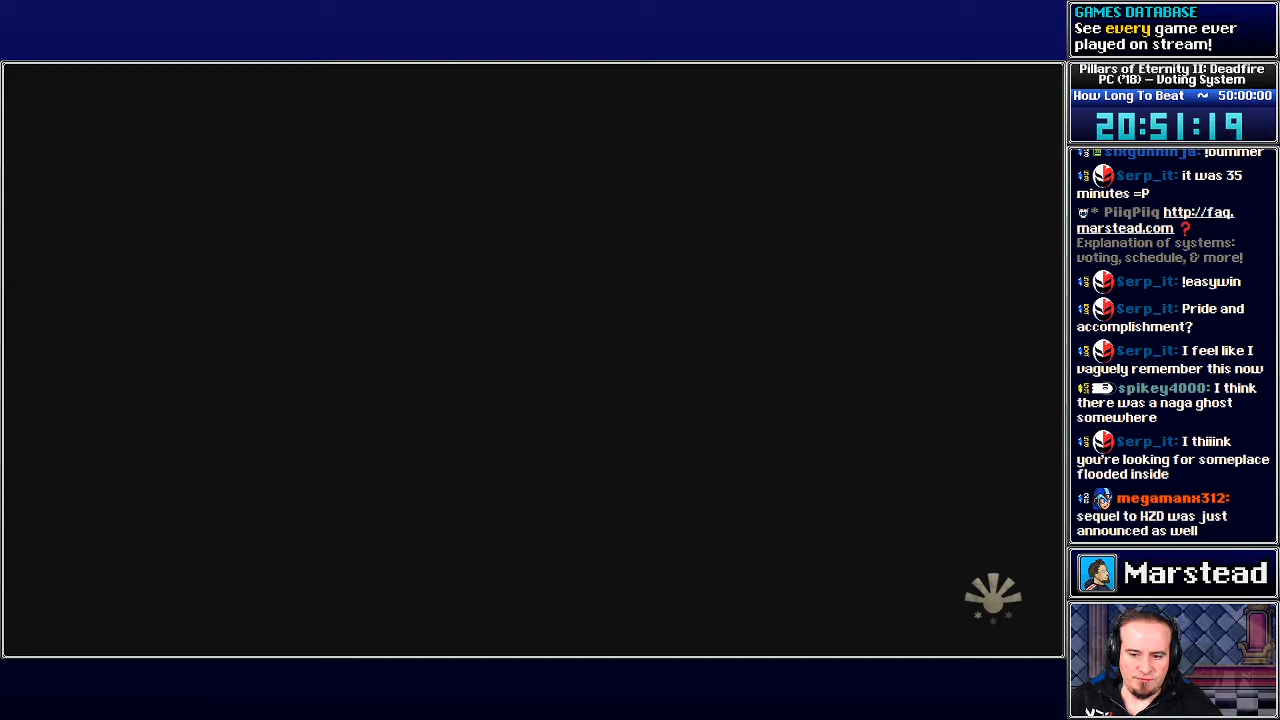 GAMES DATABASE
See every game ever
played on stream!
Pillars of Eternity II: Deadfire
PC ('18) – Voting System
How Long To Beat ~ 50:00:00
20:51:19
sixgunninja: !bummer
Serp_it: it was 35
minutes =P
PiiqPiiq http://faq.
marstead.com ❓
Explanation of systems:
voting, schedule, & more!
Serp_it: !easywin
Serp_it: Pride and
accomplishment?
Serp_it: I feel like I
vaguely remember this now
spikey4000: I think
there was a naga ghost
somewhere
Serp_it: I thiiink
you're looking for someplace
flooded inside
megamanx312:
sequel to HZD was just
announced as well
Marstead